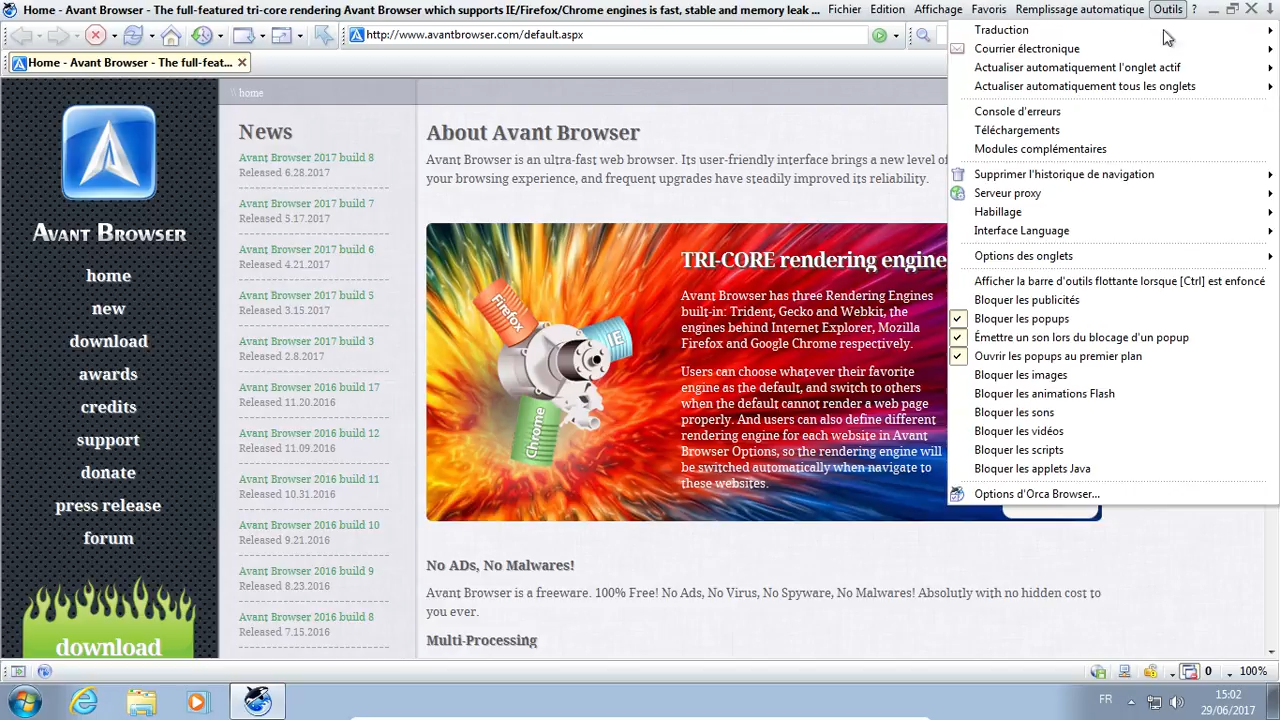 Home - Avant Browser - The full-featured tri-core rendering Avant Browser which supports IE/Firefox/Chrome engines is fast, stable and memory leak ...
Fichier Edition Affichage Favoris Remplissage automatique Outils ?
http://www.avantbrowser.com/default.aspx
Home - Avant Browser - The full-feat...
\\ home
Avant Browser
home
new
download
awards
credits
support
donate
press release
forum
download
News
Avant Browser 2017 build 8
Released 6.28.2017
Avant Browser 2017 build 7
Released 5.17.2017
Avant Browser 2017 build 6
Released 4.21.2017
Avant Browser 2017 build 5
Released 3.15.2017
Avant Browser 2017 build 3
Released 2.8.2017
Avant Browser 2016 build 17
Released 11.20.2016
Avant Browser 2016 build 12
Released 11.09.2016
Avant Browser 2016 build 11
Released 10.31.2016
Avant Browser 2016 build 10
Released 9.21.2016
Avant Browser 2016 build 9
Released 8.23.2016
Avant Browser 2016 build 8
Released 7.15.2016
About Avant Browser
Avant Browser is an ultra-fast web browser. Its user-friendly interface brings a new level of
your browsing experience, and frequent upgrades have steadily improved its reliability.
Firefox
IE
Chrome
TRI-CORE rendering engine
Avant Browser has three Rendering Engines
built-in: Trident, Gecko and Webkit, the
engines behind Internet Explorer, Mozilla
Firefox and Google Chrome respectively.
Users can choose whatever their favorite
engine as the default, and switch to others
when the default cannot render a web page
properly. And users can also define different
rendering engine for each website in Avant
Browser Options, so the rendering engine will
be switched automatically when navigate to
these websites.
No ADs, No Malwares!
Avant Browser is a freeware. 100% Free! No Ads, No Virus, No Spyware, No Malwares! Absolutly with no hidden cost to
you ever.
Multi-Processing
Traduction
Courrier électronique
Actualiser automatiquement l'onglet actif
Actualiser automatiquement tous les onglets
Console d'erreurs
Téléchargements
Modules complémentaires
Supprimer l'historique de navigation
Serveur proxy
Habillage
Interface Language
Options des onglets
Afficher la barre d'outils flottante lorsque [Ctrl] est enfoncé
Bloquer les publicités
Bloquer les popups
Émettre un son lors du blocage d'un popup
Ouvrir les popups au premier plan
Bloquer les images
Bloquer les animations Flash
Bloquer les sons
Bloquer les vidéos
Bloquer les scripts
Bloquer les applets Java
Options d'Orca Browser...
0 100%
FR
15:02
29/06/2017